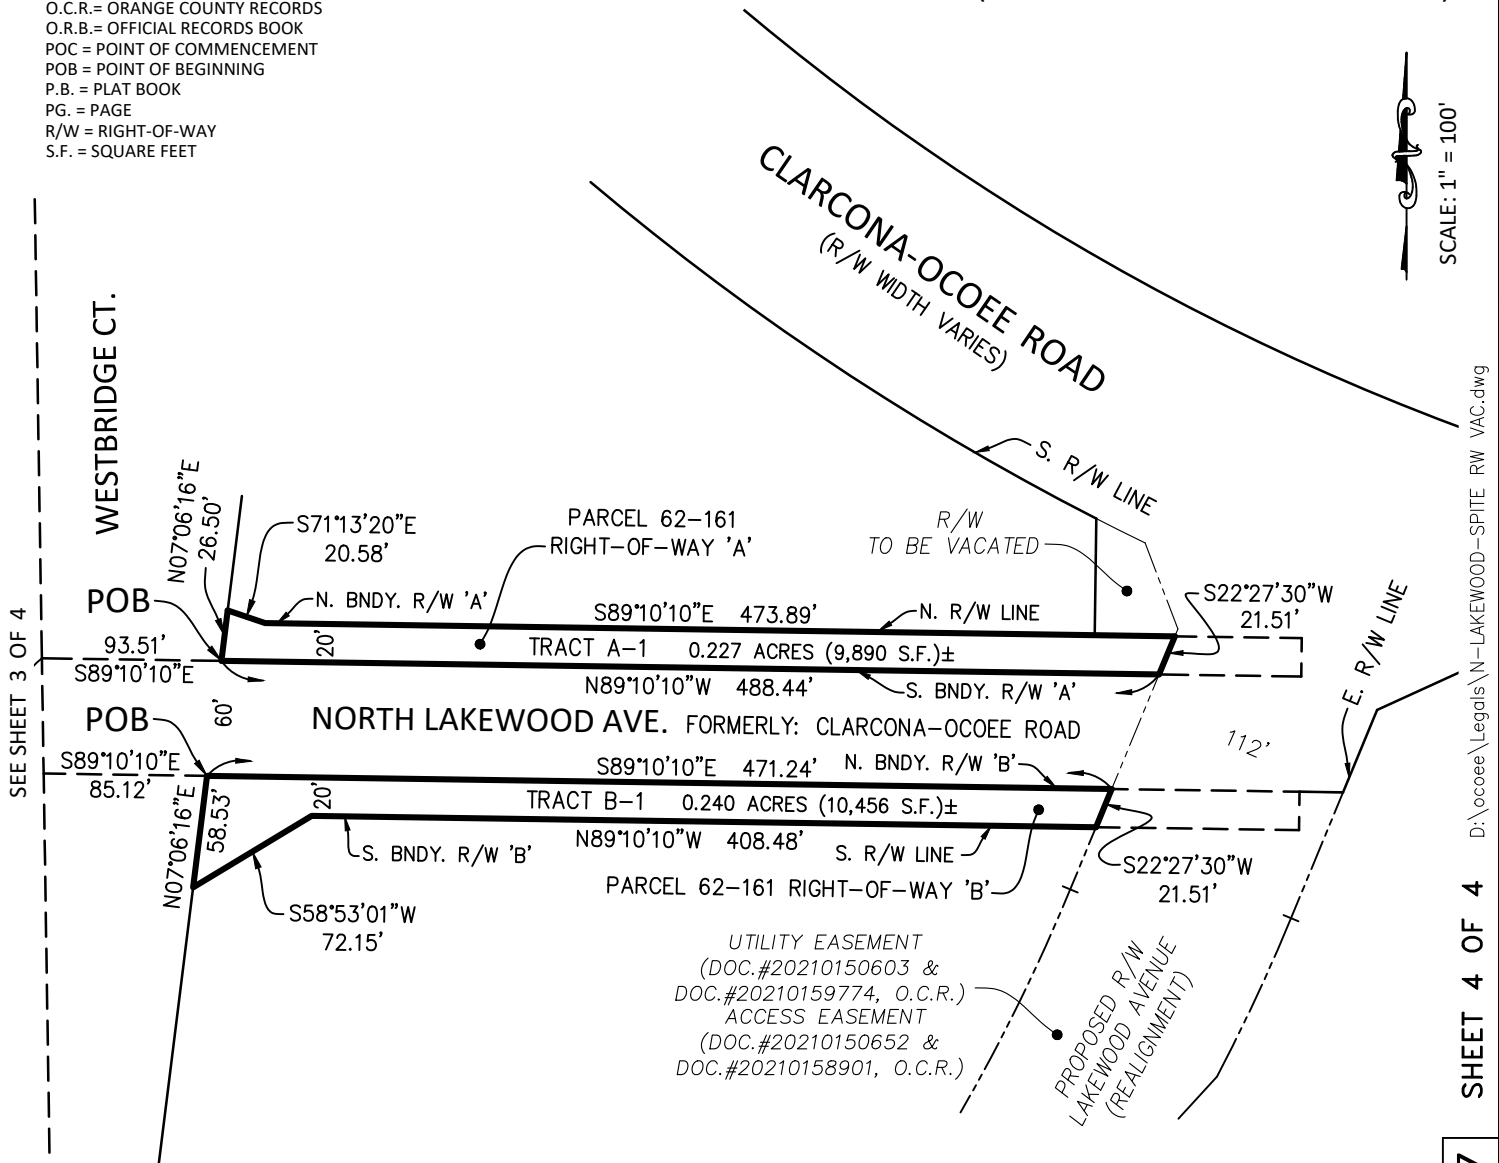 O.C.R.= ORANGE COUNTY RECORDS
O.R.B.= OFFICIAL RECORDS BOOK
POC = POINT OF COMMENCEMENT
POB = POINT OF BEGINNING
P.B. = PLAT BOOK
PG. = PAGE
R/W = RIGHT-OF-WAY
S.F. = SQUARE FEET
SCALE: 1" = 100'
CLARCONA-OCOEE ROAD
(R/W WIDTH VARIES)
S. R/W LINE
WESTBRIDGE CT.
N07°06'16"E
26.50'
S71°13'20"E
20.58'
PARCEL 62-161
RIGHT-OF-WAY 'A'
R/W
TO BE VACATED
S22°27'30"W
21.51'
POB
N. BNDY. R/W 'A'
S89°10'10"E 473.89'
N. R/W LINE
93.51'
S89°10'10"E
20'
TRACT A-1 0.227 ACRES (9,890 S.F.)±
N89°10'10"W 488.44'
S. BNDY. R/W 'A'
E. R/W LINE
POB
60'
NORTH LAKEWOOD AVE. FORMERLY: CLARCONA-OCOEE ROAD
112'
S89°10'10"E
85.12'
S89°10'10"E 471.24'
N. BNDY. R/W 'B'
N07°06'16"E
58.53'
20'
TRACT B-1 0.240 ACRES (10,456 S.F.)±
S. BNDY. R/W 'B'
N89°10'10"W 408.48'
S. R/W LINE
S22°27'30"W
21.51'
PARCEL 62-161 RIGHT-OF-WAY 'B'
S58°53'01"W
72.15'
UTILITY EASEMENT
(DOC.#20210150603 &
DOC.#20210159774, O.C.R.)
ACCESS EASEMENT
(DOC.#20210150652 &
DOC.#20210158901, O.C.R.)
PROPOSED R/W
LAKEWOOD AVENUE
(REALIGNMENT)
SEE SHEET 3 OF 4
D:\ocoee\Legals\N-LAKEWOOD-SPITE RW VAC.dwg
SHEET 4 OF 4